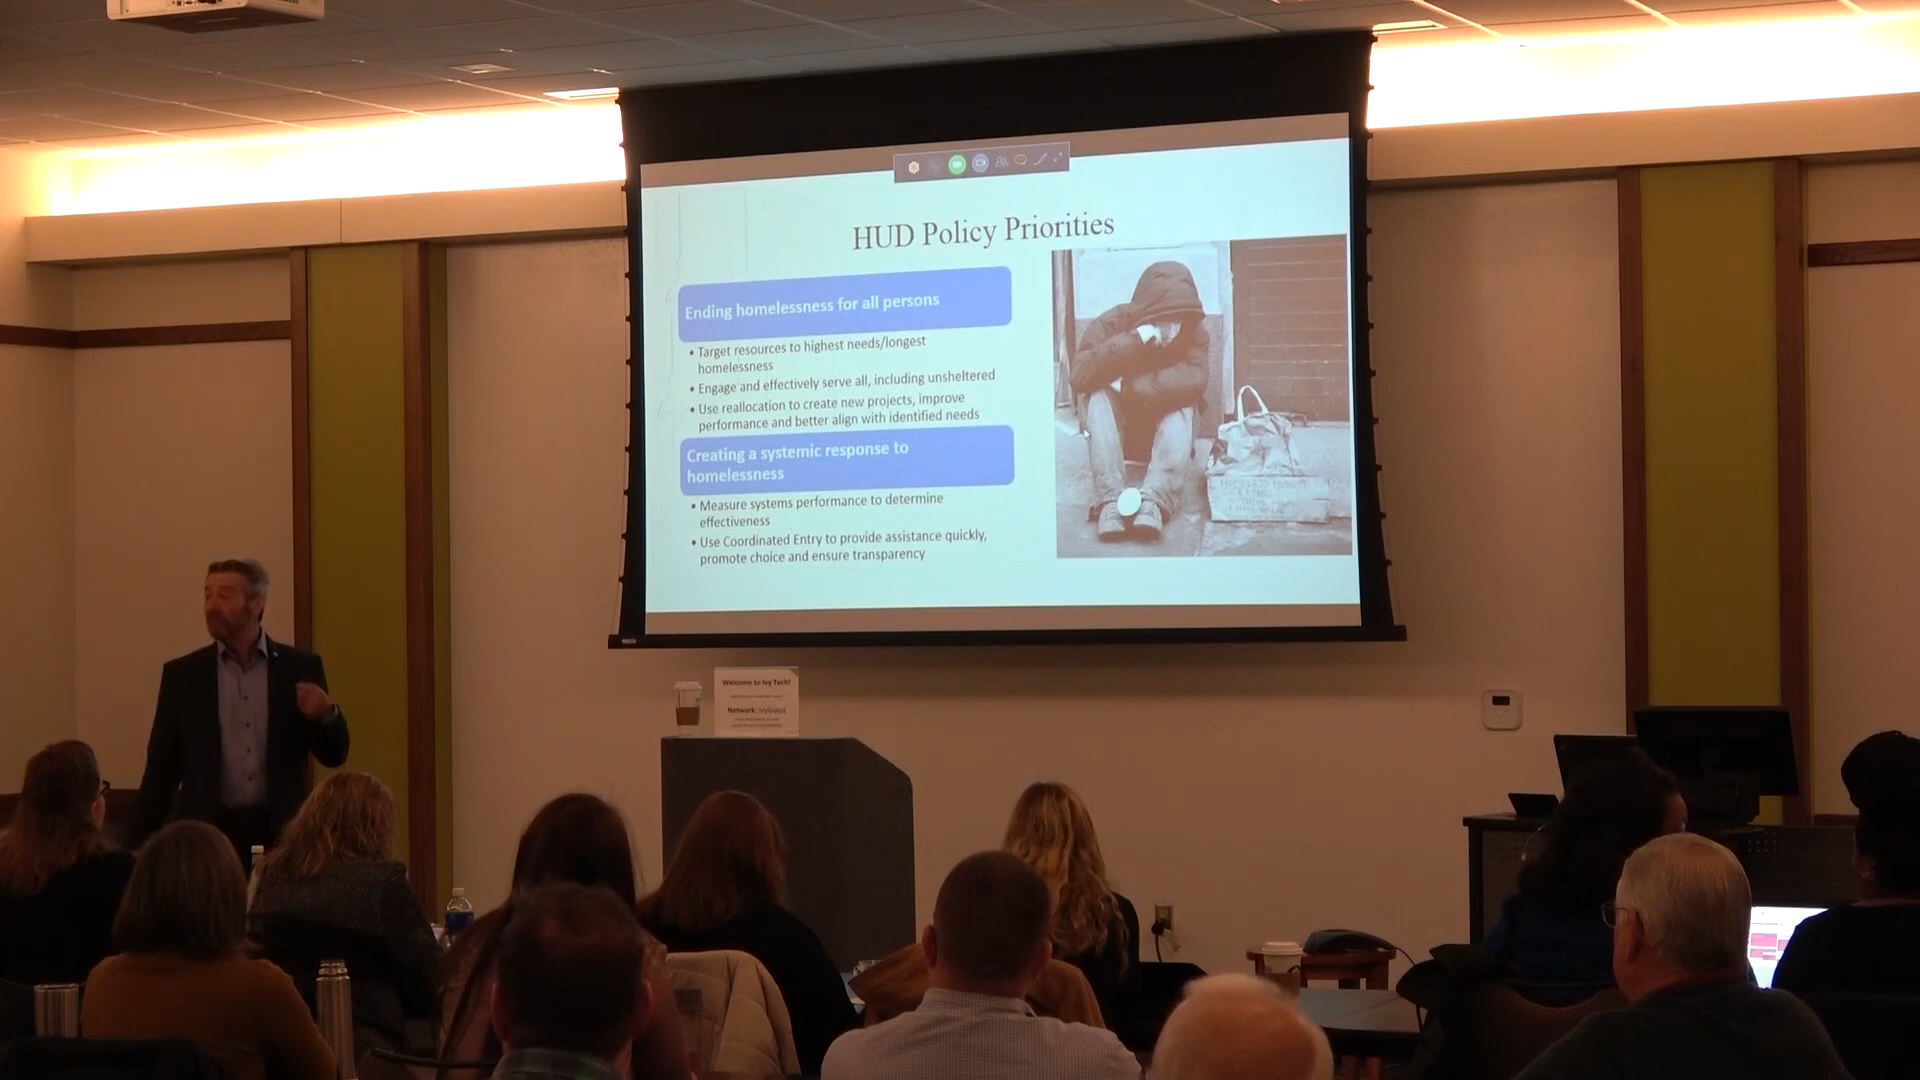 HUD Policy Priorities
Ending homelessness for all persons
• Target resources to highest needs/longest
homelessness
• Engage and effectively serve all, including unsheltered
• Use reallocation to create new projects, improve
performance and better align with identified needs
Creating a systemic response to
homelessness
• Measure systems performance to determine
effectiveness
• Use Coordinated Entry to provide assistance quickly,
promote choice and ensure transparency
Welcome to Ivy Tech!
Network: IvyGuest